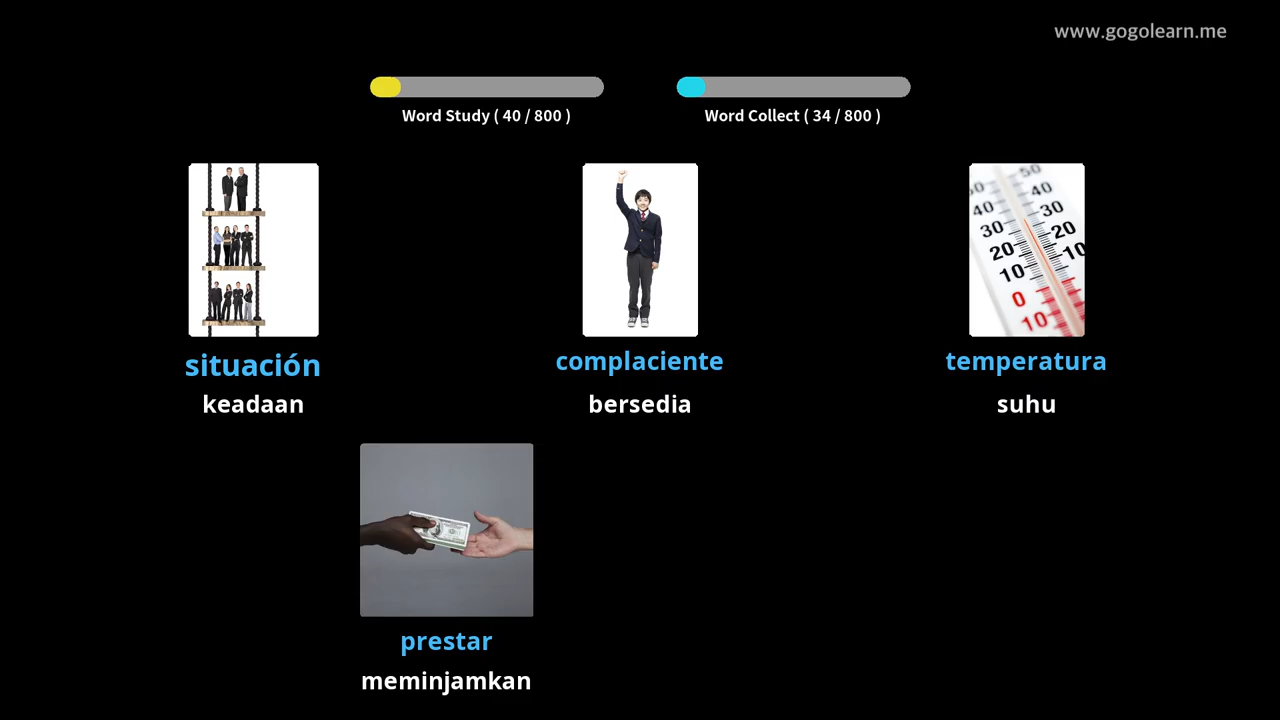 www.gogolearn.me
Word Study ( 40 / 800 )
Word Collect ( 34 / 800 )
situación
complaciente
temperatura
keadaan
bersedia
suhu
prestar
meminjamkan